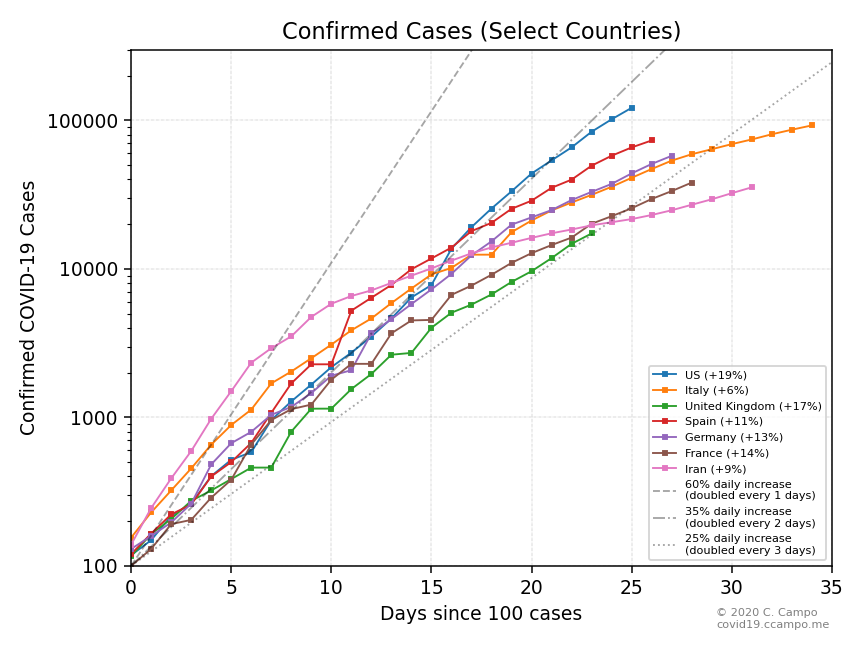 Confirmed Cases (Select Countries)
Confirmed COVID-19 Cases
100000
10000
1000
100
0 5 10 15 20 25 30 35
Days since 100 cases
US (+19%)
Italy (+6%)
United Kingdom (+17%)
Spain (+11%)
Germany (+13%)
France (+14%)
Iran (+9%)
60% daily increase
(doubled every 1 days)
35% daily increase
(doubled every 2 days)
25% daily increase
(doubled every 3 days)
© 2020 C. Campo
covid19.ccampo.me